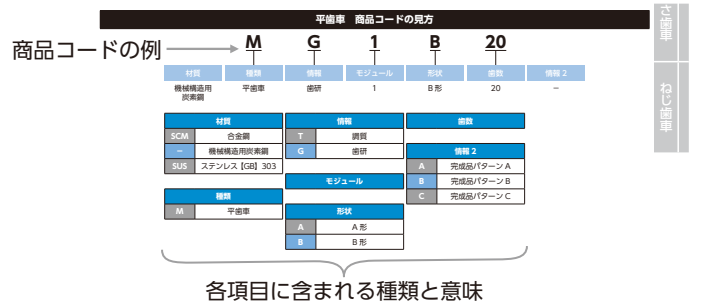 平歯車 商品コードの見方
商品コードの例
M G 1 B 20
材質 種類 情報 モジュール 形状 歯数 情報 2
機械構造用炭素鋼 平歯車 歯研 1 B 形 20 −
材質
SCM 合金鋼
− 機械構造用炭素鋼
SUS ステンレス【GB】303
種類
M 平歯車
情報
T 調質
G 歯研
モジュール
形状
A A 形
B B 形
歯数
情報 2
A 完成品パターン A
B 完成品パターン B
C 完成品パターン C
各項目に含まれる種類と意味
さ歯車
ねじ歯車